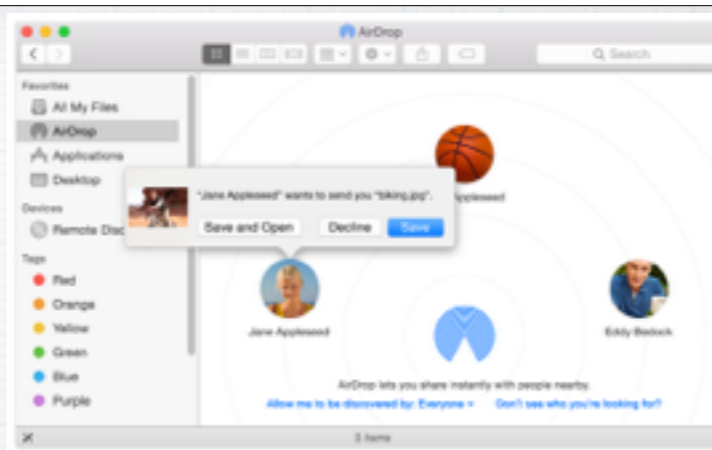 AirDrop
Search
Favorites
All My Files
AirDrop
Applications
Desktop
Devices
Remote Disc
Tags
Red
Orange
Yellow
Green
Blue
Purple
"Jane Appleseed" wants to send you "biking.jpg".
Save and Open
Decline
Save
Appleseed
Jane Appleseed
Eddy
AirDrop lets you share instantly with people nearby.
Allow me to be discovered by: Everyone
Don't see who you're looking for?
3 items